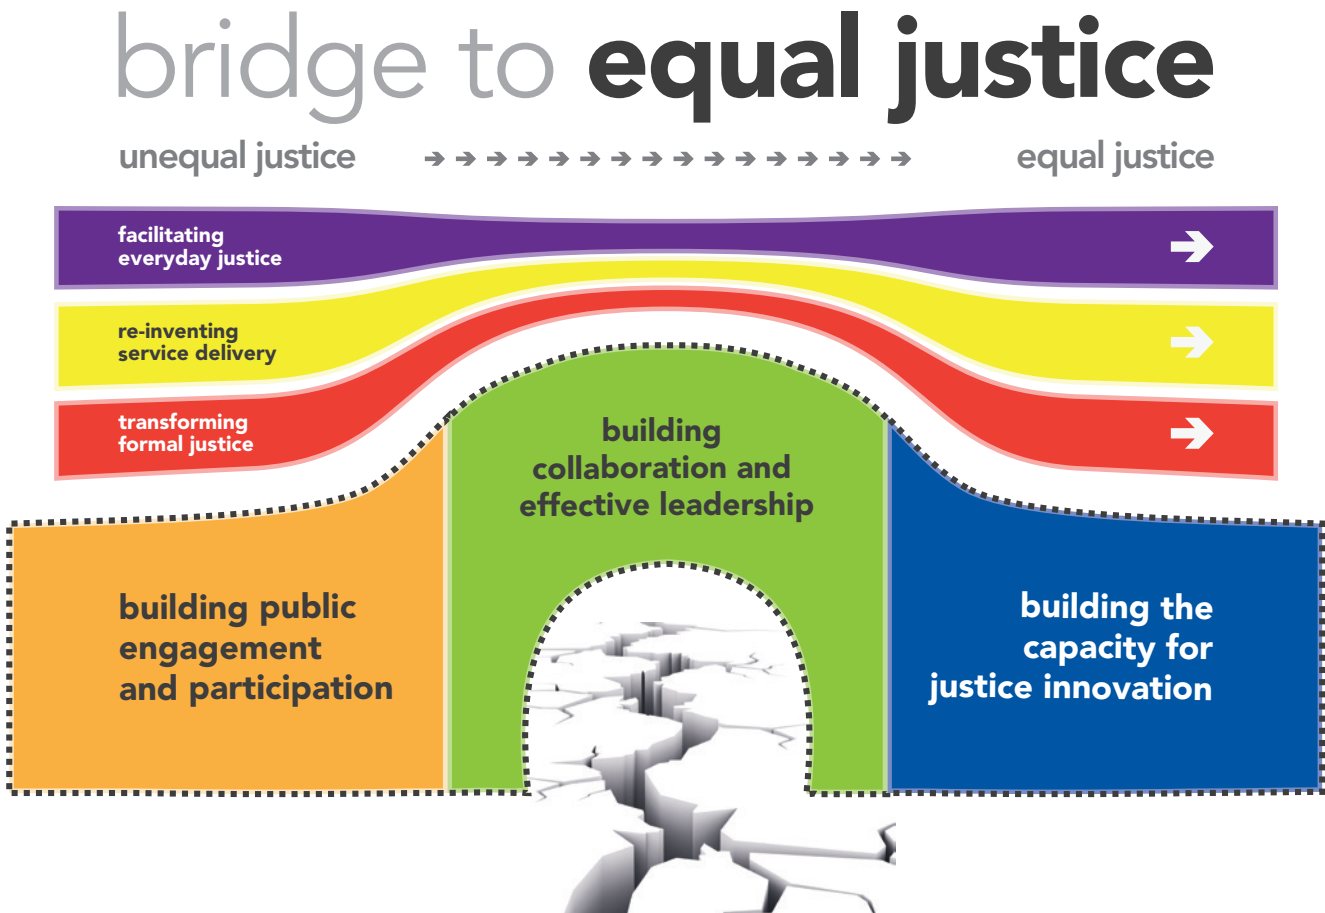 bridge to equal justice
unequal justice
equal justice
facilitating
everyday justice
re-inventing
service delivery
transforming
formal justice
building
collaboration and
effective leadership
building public
engagement
and participation
building the
capacity for
justice innovation